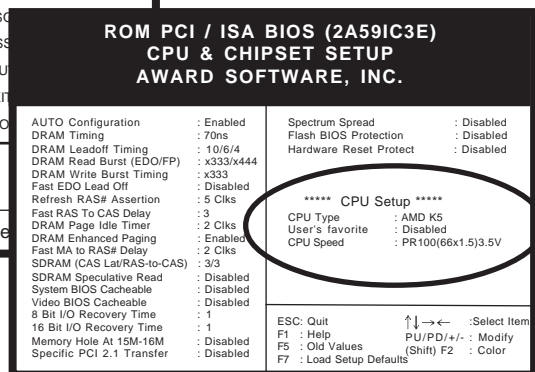 ROM PCI / ISA BIOS (2A59IC3E)
CPU & CHIPSET SETUP
AWARD SOFTWARE, INC.
AUTO Configuration : Enabled
DRAM Timing : 70ns
DRAM Leadoff Timing : 10/6/4
DRAM Read Burst (EDO/FP) : x333/x444
DRAM Write Burst Timing : x333
Fast EDO Lead Off : Disabled
Refresh RAS# Assertion : 5 Clks
Fast RAS To CAS Delay : 3
DRAM Page Idle Timer : 2 Clks
DRAM Enhanced Paging : Enabled
Fast MA to RAS# Delay : 2 Clks
SDRAM (CAS Lat/RAS-to-CAS) : 3/3
SDRAM Speculative Read : Disabled
System BIOS Cacheable : Disabled
Video BIOS Cacheable : Disabled
8 Bit I/O Recovery Time : 1
16 Bit I/O Recovery Time : 1
Memory Hole At 15M-16M : Disabled
Specific PCI 2.1 Transfer : Disabled
Spectrum Spread : Disabled
Flash BIOS Protection : Disabled
Hardware Reset Protect : Disabled
***** CPU Setup *****
CPU Type : AMD K5
User's favorite : Disabled
CPU Speed : PR100(66x1.5)3.5V
ESC: Quit ↑↓→← :Select Item
F1 : Help PU/PD/+/- : Modify
F5 : Old Values (Shift) F2 : Color
F7 : Load Setup Defaults